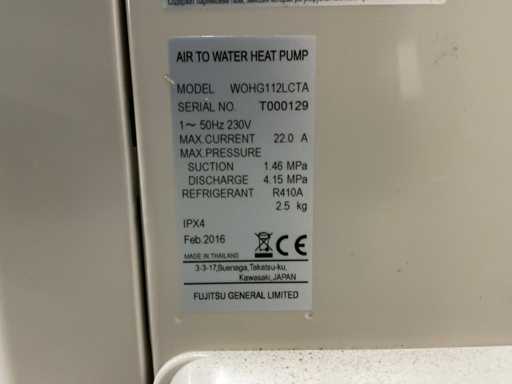 AIR TO WATER HEAT PUMP
MODEL WOHG112LCTA
SERIAL NO. T000129
1~ 50Hz 230V
MAX.CURRENT 22.0 A
MAX.PRESSURE
SUCTION 1.46 MPa
DISCHARGE 4.15 MPa
REFRIGERANT R410A
2.5 kg
IPX4
Feb.2016
CE
MADE IN THAILAND
3-3-17,Suenaga,Takatsu-ku,
Kawasaki,JAPAN
FUJITSU GENERAL LIMITED